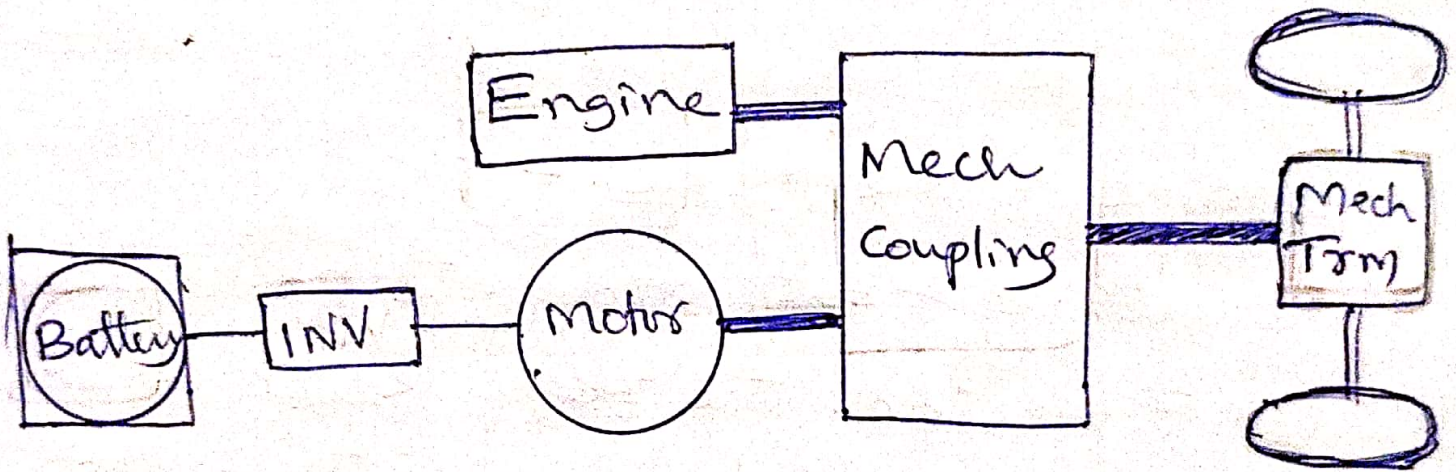 Engine
Mech
Coupling
Mech
Trm
Battery
INV
Motor